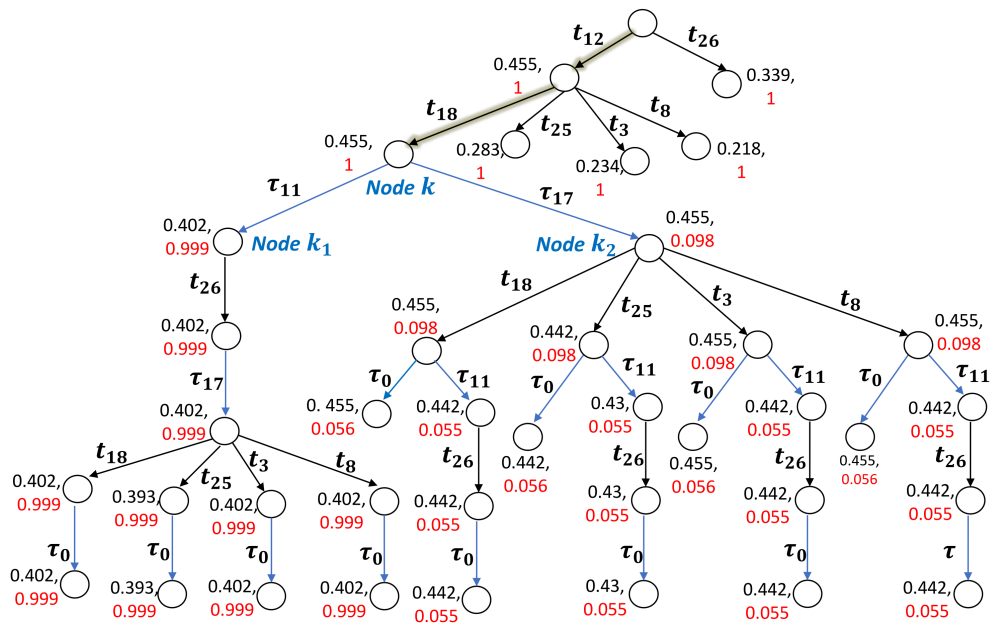 t₁₂
t₂₆
0.455,
1
0.339,
1
t₁₈
t₂₅
t₃
t₈
0.455,
1
0.283,
1
0.234,
1
0.218,
1
Node k
τ₁₁
τ₁₇
0.402,
0.999
Node k₁
Node k₂
0.455,
0.098
t₂₆
t₁₈
t₂₅
t₃
t₈
0.402,
0.999
0.455,
0.098
0.442,
0.098
0.455,
0.098
0.455,
0.098
τ₁₇
τ₀
τ₁₁
τ₀
τ₁₁
τ₀
τ₁₁
τ₀
τ₁₁
0.402,
0.999
0. 455,
0.056
0.442,
0.055
0.442,
0.056
0.43,
0.055
0.455,
0.056
0.442,
0.055
0.455,
0.056
0.442,
0.055
t₁₈
t₂₅
t₃
t₈
t₂₆
t₂₆
t₂₆
t₂₆
0.402,
0.999
0.393,
0.999
0.402,
0.999
0.402,
0.999
0.442,
0.055
0.43,
0.055
0.442,
0.055
0.442,
0.055
τ₀
τ₀
τ₀
τ₀
τ₀
τ₀
τ₀
τ
0.402,
0.999
0.393,
0.999
0.402,
0.999
0.402,
0.999
0.442,
0.055
0.43,
0.055
0.442,
0.055
0.442,
0.055